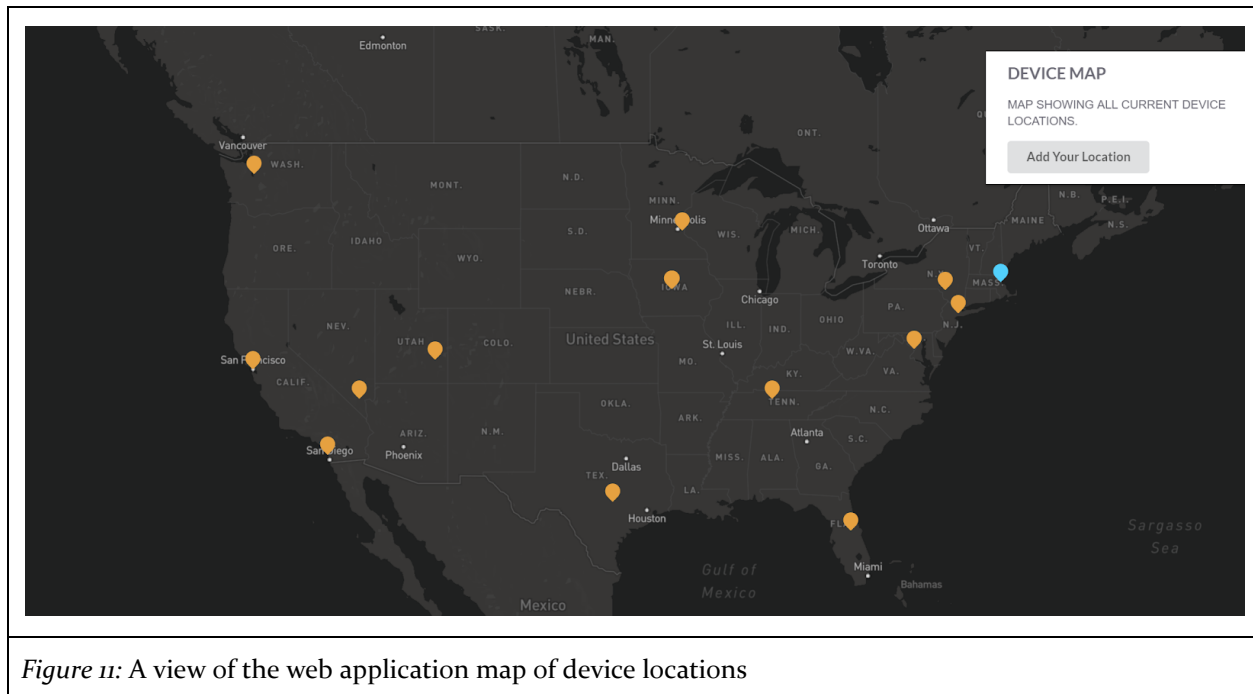 SASK.
MAN.
Edmonton
DEVICE MAP
MAP SHOWING ALL CURRENT DEVICE
LOCATIONS.
Add Your Location
ONT.
Vancouver
WASH.
MONT.
N.D.
MINN.
Minneapolis
N.B.
P.E.I.
MAINE
N.S.
Ottawa
VT.
ORE.
IDAHO
S.D.
WIS.
MICH.
WYO.
Toronto
MASS.
IOWA
NEBR.
Chicago
PA.
NEV.
UTAH
COLO.
United States
ILL.
IND.
OHIO
N.J.
St. Louis
San Francisco
MO.
W.VA.
VA.
CALIF.
KY.
OKLA.
TENN.
N.C.
ARK.
ARIZ.
N.M.
Atlanta
S.C.
San Diego
Phoenix
MISS.
ALA.
GA.
Dallas
TEX.
LA.
Houston
Sargasso
Sea
Gulf of
Mexico
Miami
Bahamas
Mexico
Figure 11: A view of the web application map of device locations